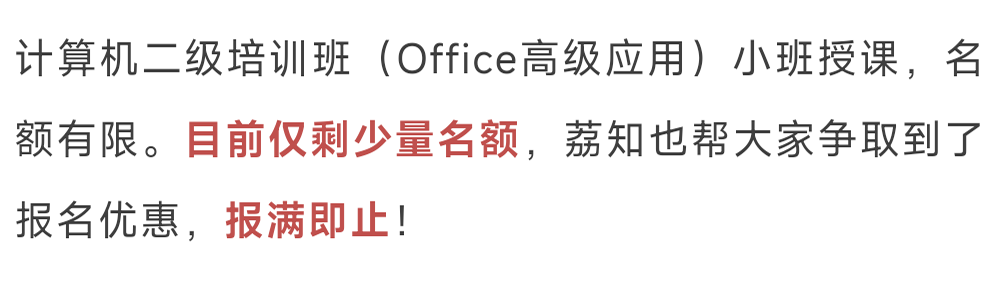 计算机二级培训班（Office高级应用）小班授课，名
额有限。目前仅剩少量名额，荔知也帮大家争取到了
报名优惠，报满即止！